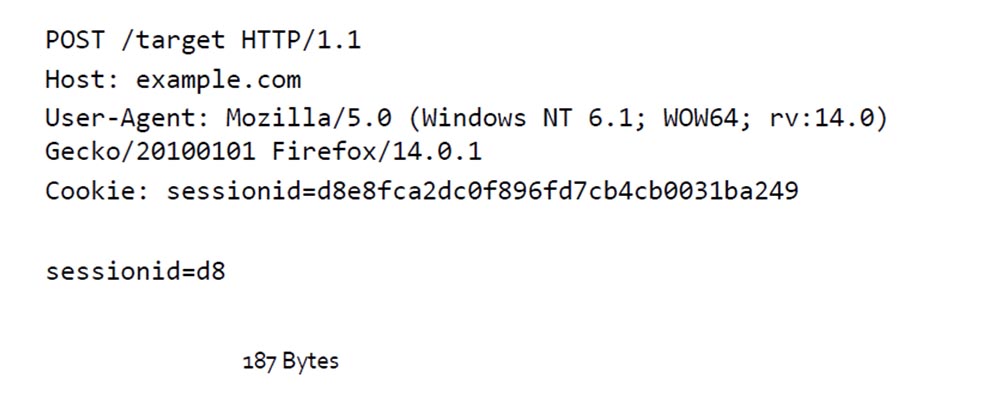 POST /target HTTP/1.1
Host: example.com
User-Agent: Mozilla/5.0 (Windows NT 6.1; WOW64; rv:14.0)
Gecko/20100101 Firefox/14.0.1
Cookie: sessionid=d8e8fca2dc0f896fd7cb4cb0031ba249
sessionid=d8
187 Bytes